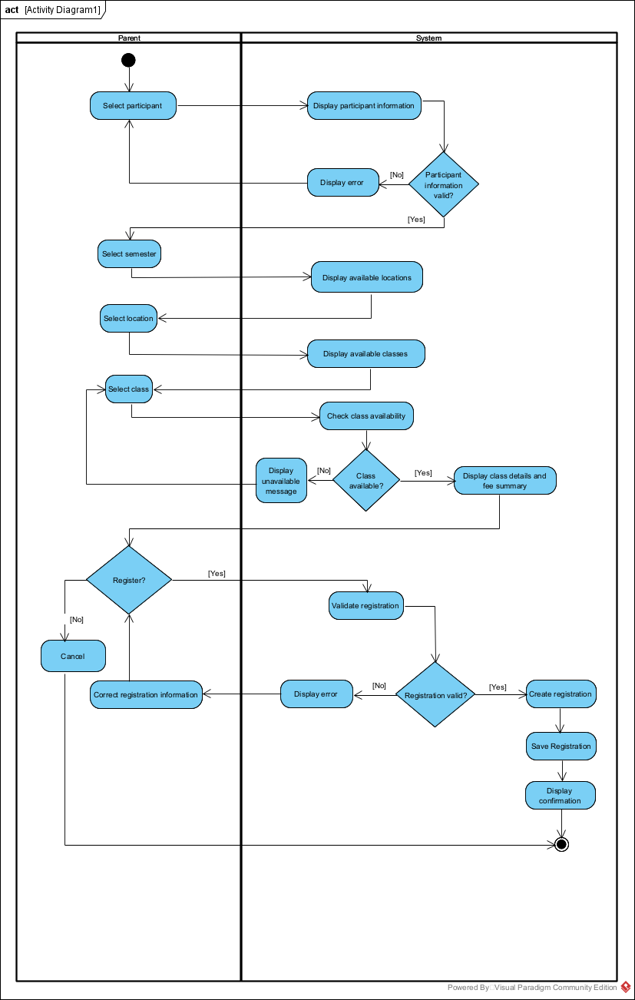 act [Activity Diagram1]
Parent
System
Select participant
Display participant information
Participant
information
valid?
[No]
Display error
[Yes]
Select semester
Display available locations
Select location
Display available classes
Select class
Check class availability
Class
available?
[No]
Display
unavailable
message
[Yes]
Display class details and
fee summary
Register?
[Yes]
[No]
Validate registration
Cancel
Correct registration information
Display error
[No]
Registration valid?
[Yes]
Create registration
Save Registration
Display
confirmation
Powered By Visual Paradigm Community Edition